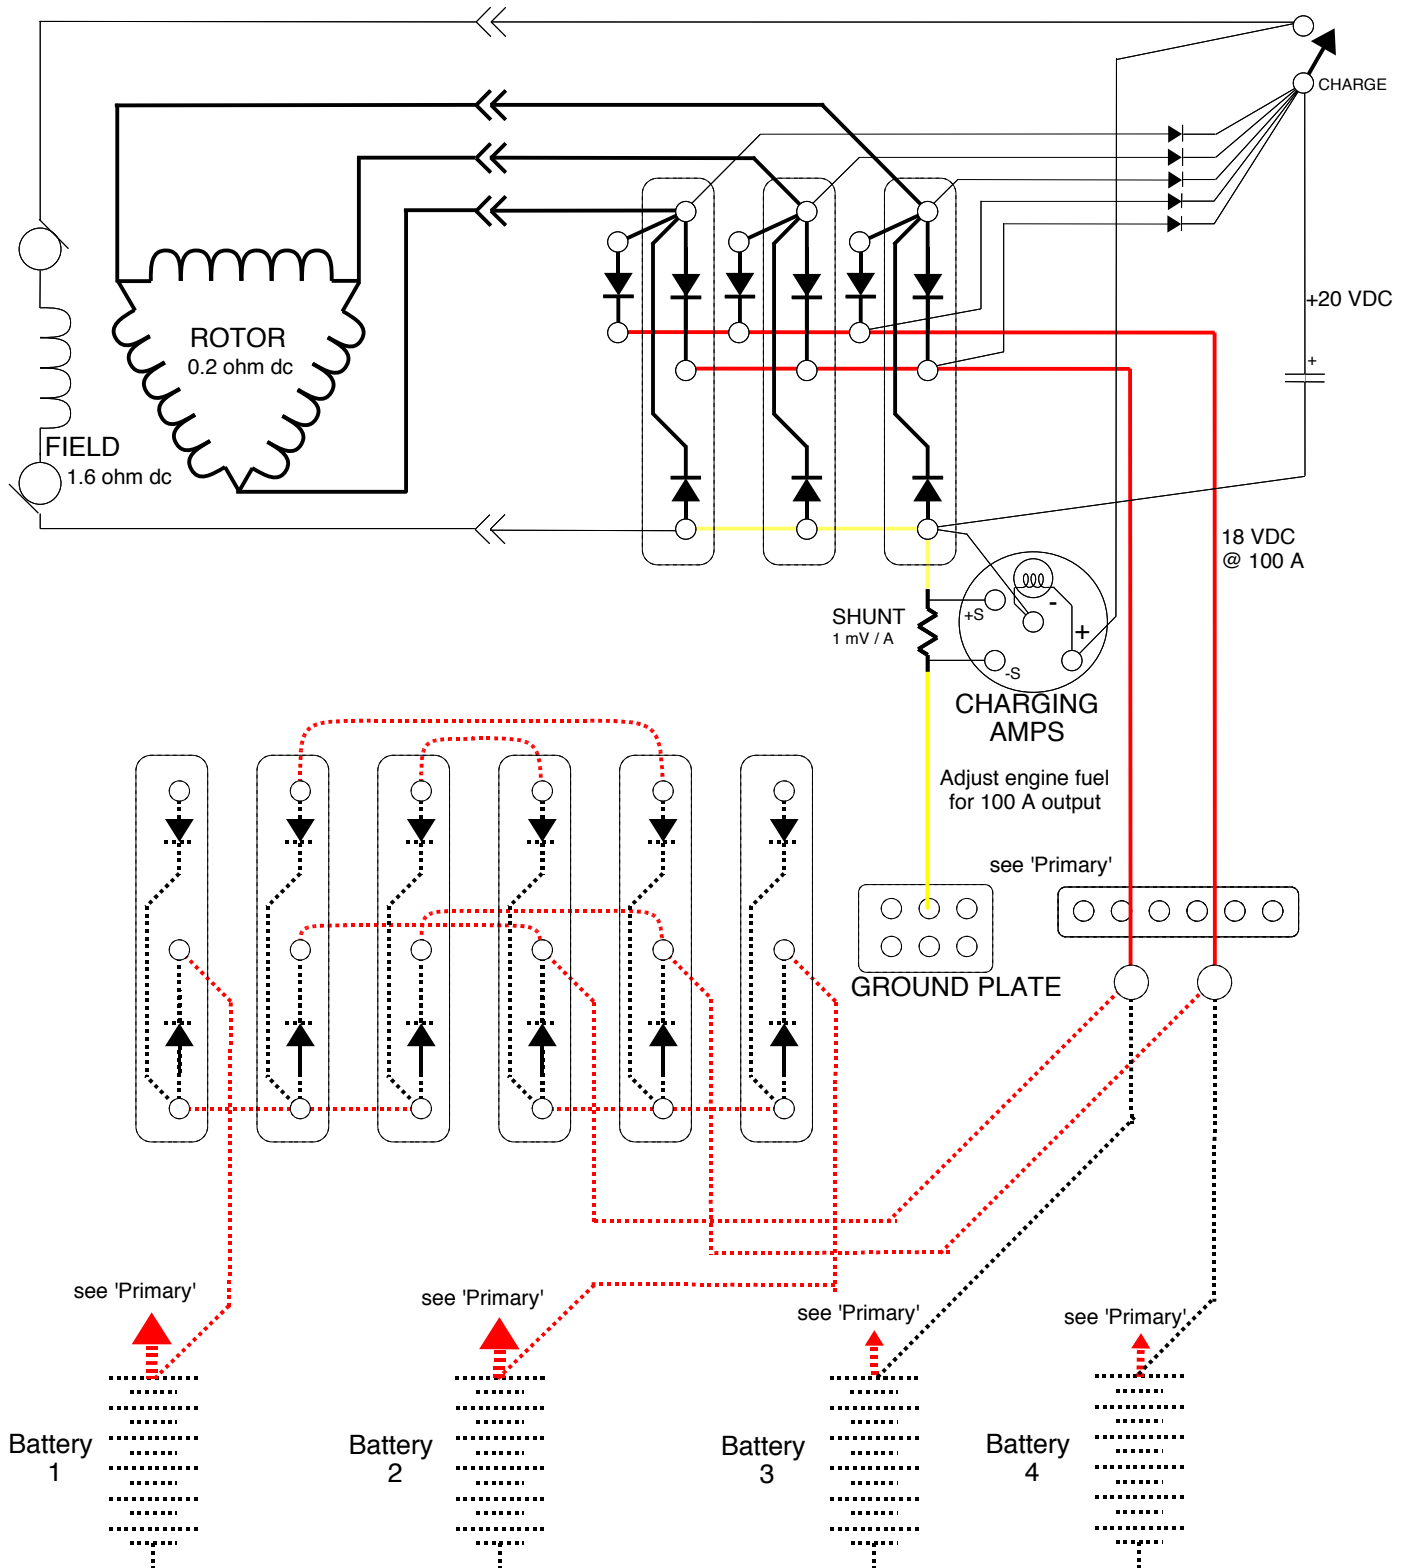 CHARGE
+20 VDC
+
ROTOR
0.2 ohm dc
FIELD
1.6 ohm dc
18 VDC
@ 100 A
SHUNT
1 mV / A
+S
-
+
-S
CHARGING
AMPS
Adjust engine fuel
for 100 A output
see 'Primary'
GROUND PLATE
see 'Primary'
see 'Primary'
see 'Primary'
see 'Primary'
Battery
1
Battery
2
Battery
3
Battery
4